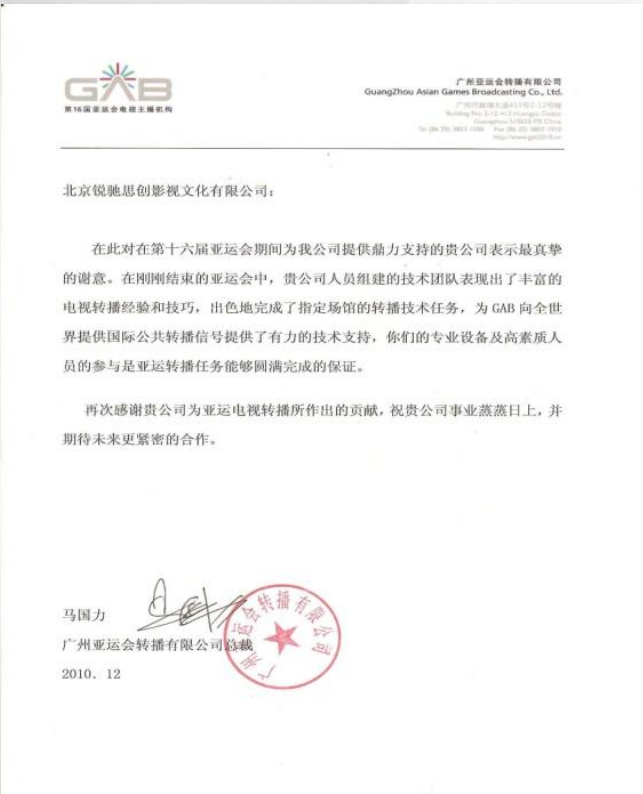 GAB
第16届亚运会电视主播机构
广州亚运会转播有限公司
GuangZhou Asian Games Broadcasting Co., Ltd.
北京锐驰思创影视文化有限公司：
在此对在第十六届亚运会期间为我公司提供鼎力支持的贵公司表示最真挚
的谢意。在刚刚结束的亚运会中，贵公司人员组建的技术团队表现出了丰富的
电视转播经验和技巧，出色地完成了指定场馆的转播技术任务，为 GAB 向全世
界提供国际公共转播信号提供了有力的技术支持，你们的专业设备及高素质人
员的参与是亚运转播任务能够圆满完成的保证。
再次感谢贵公司为亚运电视转播所作出的贡献，祝贵公司事业蒸蒸日上，并
期待未来更紧密的合作。
马国力
广州亚运会转播有限公司总裁
2010. 12
广州亚运会转播有限公司